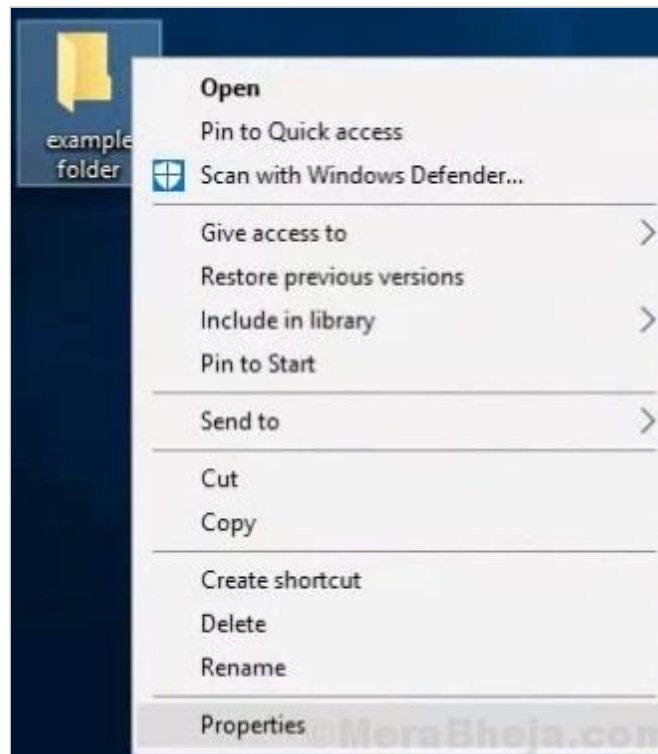 example
folder
Open
Pin to Quick access
Scan with Windows Defender...
Give access to
Restore previous versions
Include in library
Pin to Start
Send to
Cut
Copy
Create shortcut
Delete
Rename
Properties
©MeraBheja.com